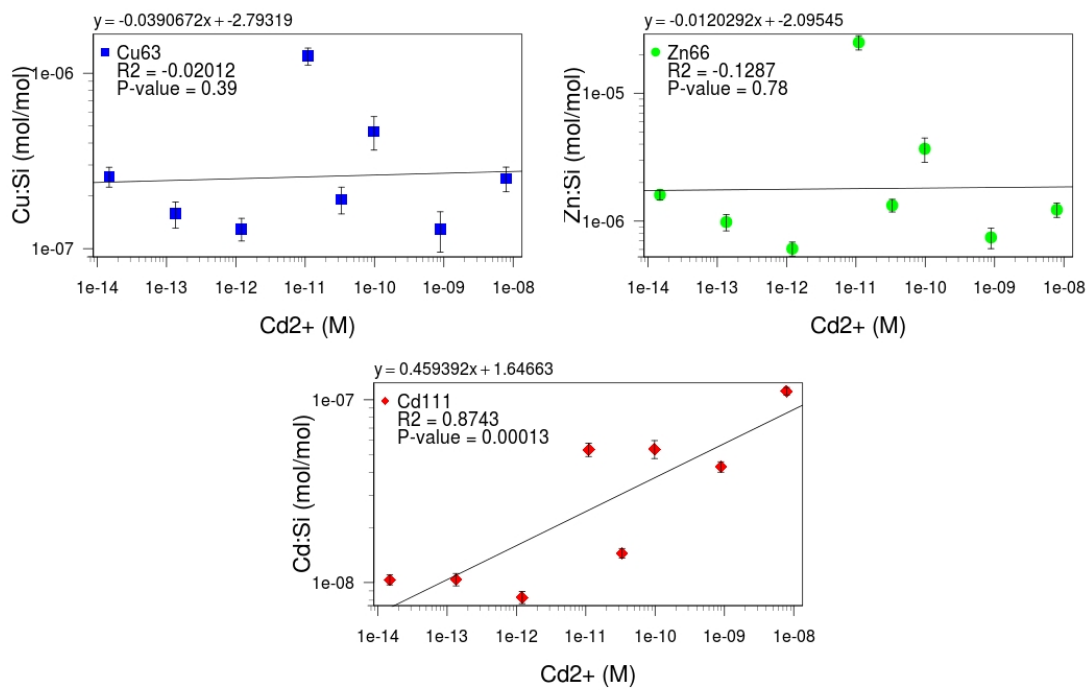 y = -0.0390672x + -2.79319
Cu63
R2 = -0.02012
P-value = 0.39
1e-06
1e-07
Cu:Si (mol/mol)
1e-14 1e-13 1e-12 1e-11 1e-10 1e-09 1e-08
Cd2+ (M)
y = -0.0120292x + -2.09545
Zn66
R2 = -0.1287
P-value = 0.78
1e-05
1e-06
Zn:Si (mol/mol)
1e-14 1e-13 1e-12 1e-11 1e-10 1e-09 1e-08
Cd2+ (M)
y = 0.459392x + 1.64663
Cd111
R2 = 0.8743
P-value = 0.00013
1e-07
1e-08
Cd:Si (mol/mol)
1e-14 1e-13 1e-12 1e-11 1e-10 1e-09 1e-08
Cd2+ (M)